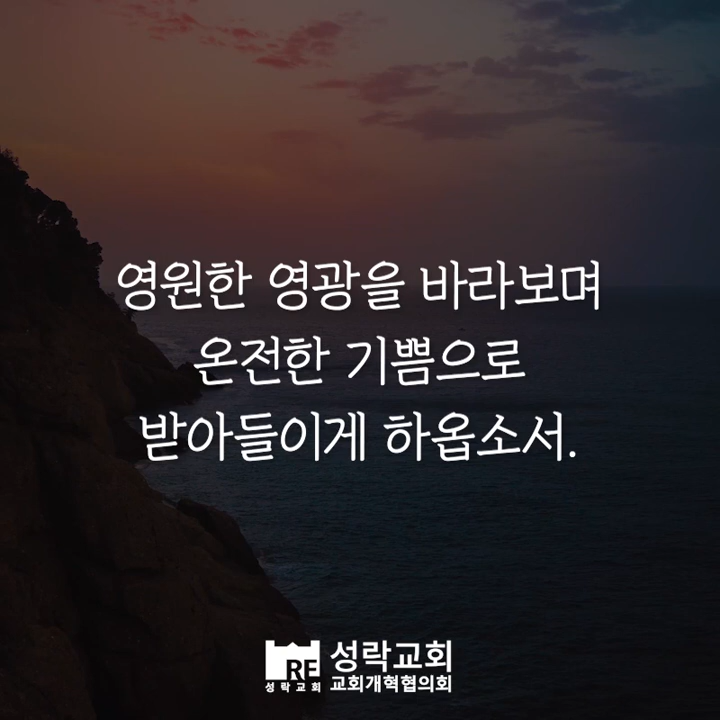 영원한 영광을 바라보며
온전한 기쁨으로
받아들이게 하옵소서.
RE
성락교회
성락교회
교회개혁협의회